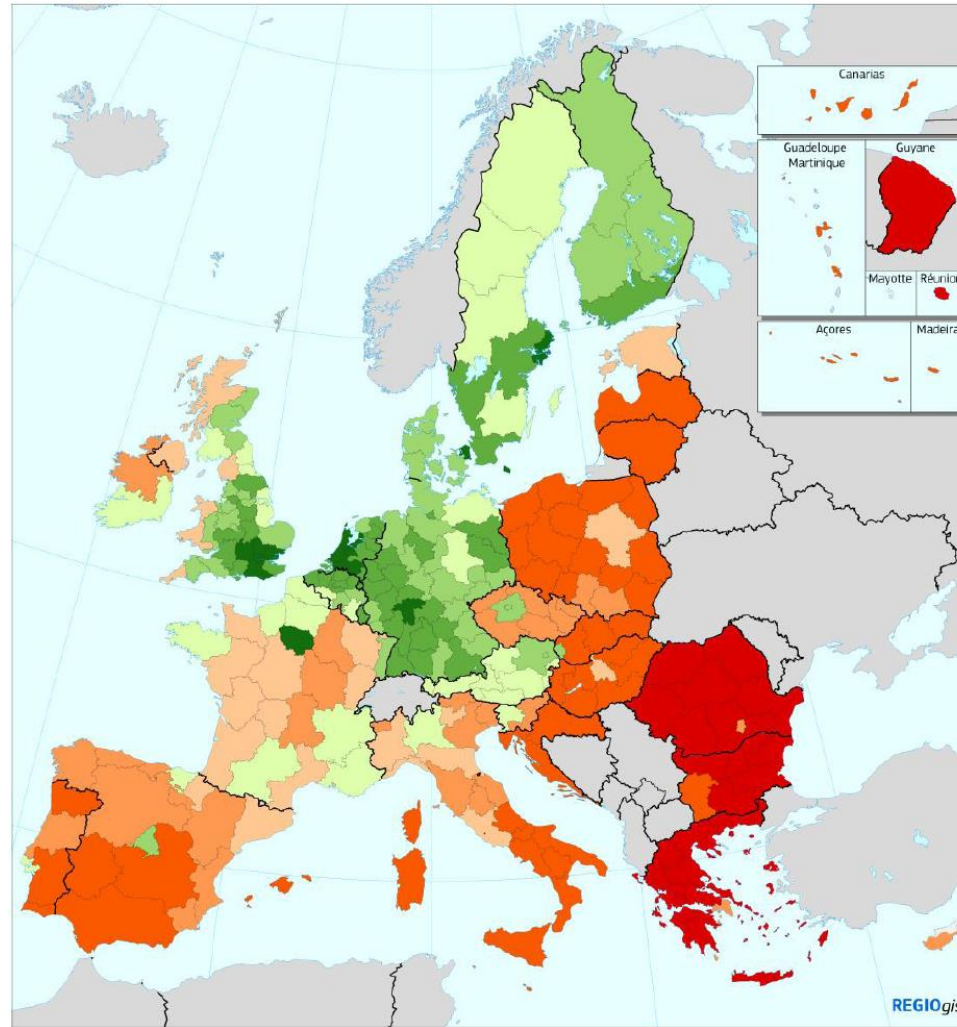 Canarias
Guadeloupe
Martinique
Guyane
Mayotte
Réunion
Açores
Madeira
REGIOgis